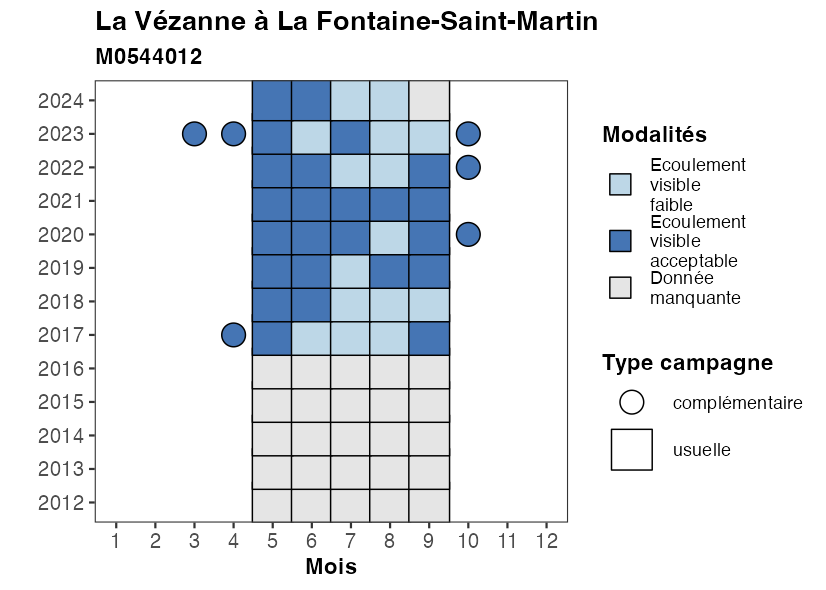 La Vézanne à La Fontaine-Saint-Martin
M0544012
2024
2023
2022
2021
2020
2019
2018
2017
2016
2015
2014
2013
2012
1 2 3 4 5 6 7 8 9 10 11 12
Mois
Modalités
Ecoulement
visible
faible
Ecoulement
visible
acceptable
Donnée
manquante
Type campagne
complémentaire
usuelle